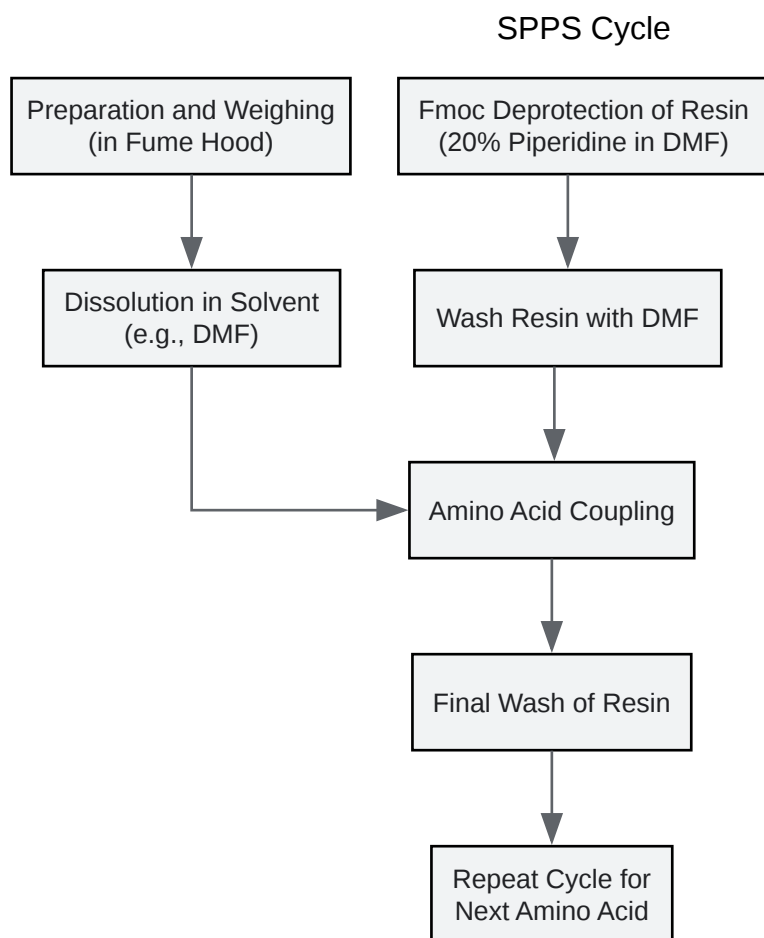 SPPS Cycle
Preparation and Weighing
(in Fume Hood)
Fmoc Deprotection of Resin
(20% Piperidine in DMF)
Dissolution in Solvent
(e.g., DMF)
Wash Resin with DMF
Amino Acid Coupling
Final Wash of Resin
Repeat Cycle for
Next Amino Acid